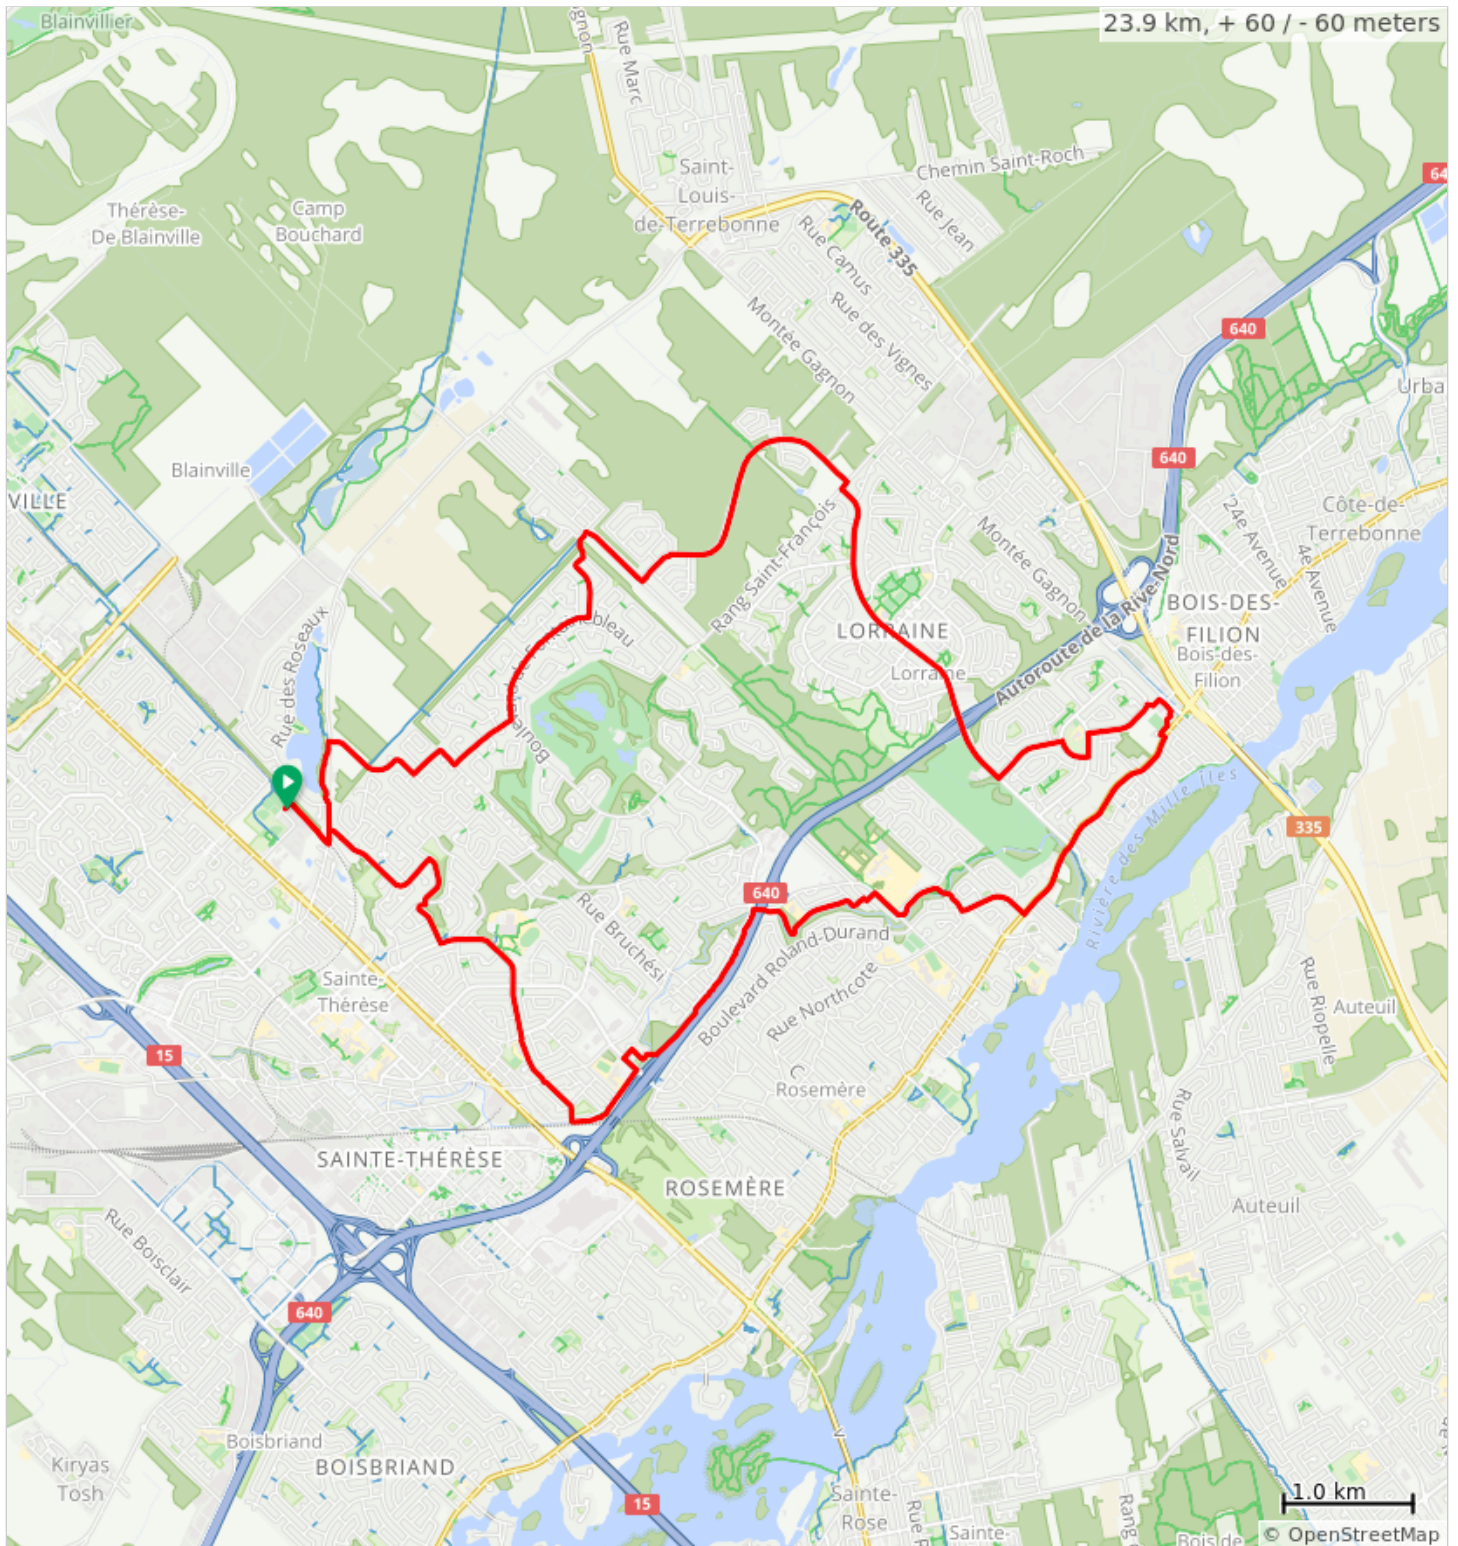 Blainvillier
23.9 km, + 60 / - 60 meters
Rue Marc
Saint-
Louis-
de-Terrebonne
Chemin Saint-Roch
64
Thérèse-
De Blainville
Camp
Bouchard
Route 335
Rue Jean
Rue Camus
Rue des Vignes
Montée Gagnon
640
Urba
640
Blainville
VILLE
Côte-de-
Terrebonne
24e Avenue
4e Avenue
Rang Saint-François
Montée Gagnon
Autoroute de la Rive-Nord
BOIS-DES-
FILION
Bois-des-
Filion
LORRAINE
Lorraine
Rue des Roseaux
Rivière des Mille Îles
335
640
Rue Bruchési
Boulevard Roland-Durand
Rue Northcote
Sainte-
Thérèse
15
Rue Riopelle
Auteuil
Rosemère
Rue Salvall
SAINTE-THÉRÈSE
ROSEMÈRE
Auteuil
Rue Boisclair
640
Boisbriand
BOISBRIAND
Kiryas
Tosh
15
Sainte-
Rose
Sainte-
1.0 km
© OpenStreetMap